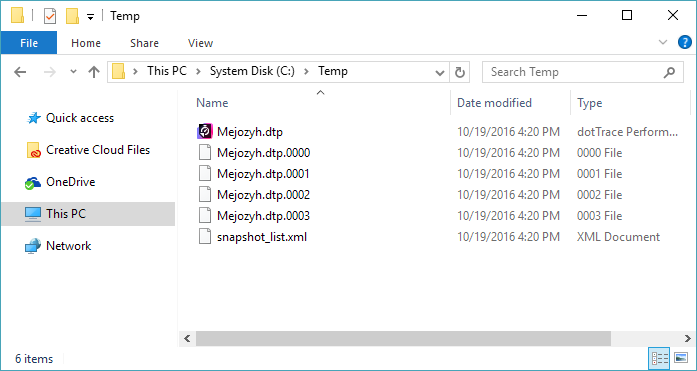 Temp
File Home Share View
This PC System Disk (C:) Temp Search Temp
Name Date modified Type
Quick access
Creative Cloud Files
OneDrive
This PC
Network
Mejozyh.dtp 10/19/2016 4:20 PM dotTrace Perform...
Mejozyh.dtp.0000 10/19/2016 4:20 PM 0000 File
Mejozyh.dtp.0001 10/19/2016 4:20 PM 0001 File
Mejozyh.dtp.0002 10/19/2016 4:20 PM 0002 File
Mejozyh.dtp.0003 10/19/2016 4:20 PM 0003 File
snapshot_list.xml 10/19/2016 4:20 PM XML Document
6 items